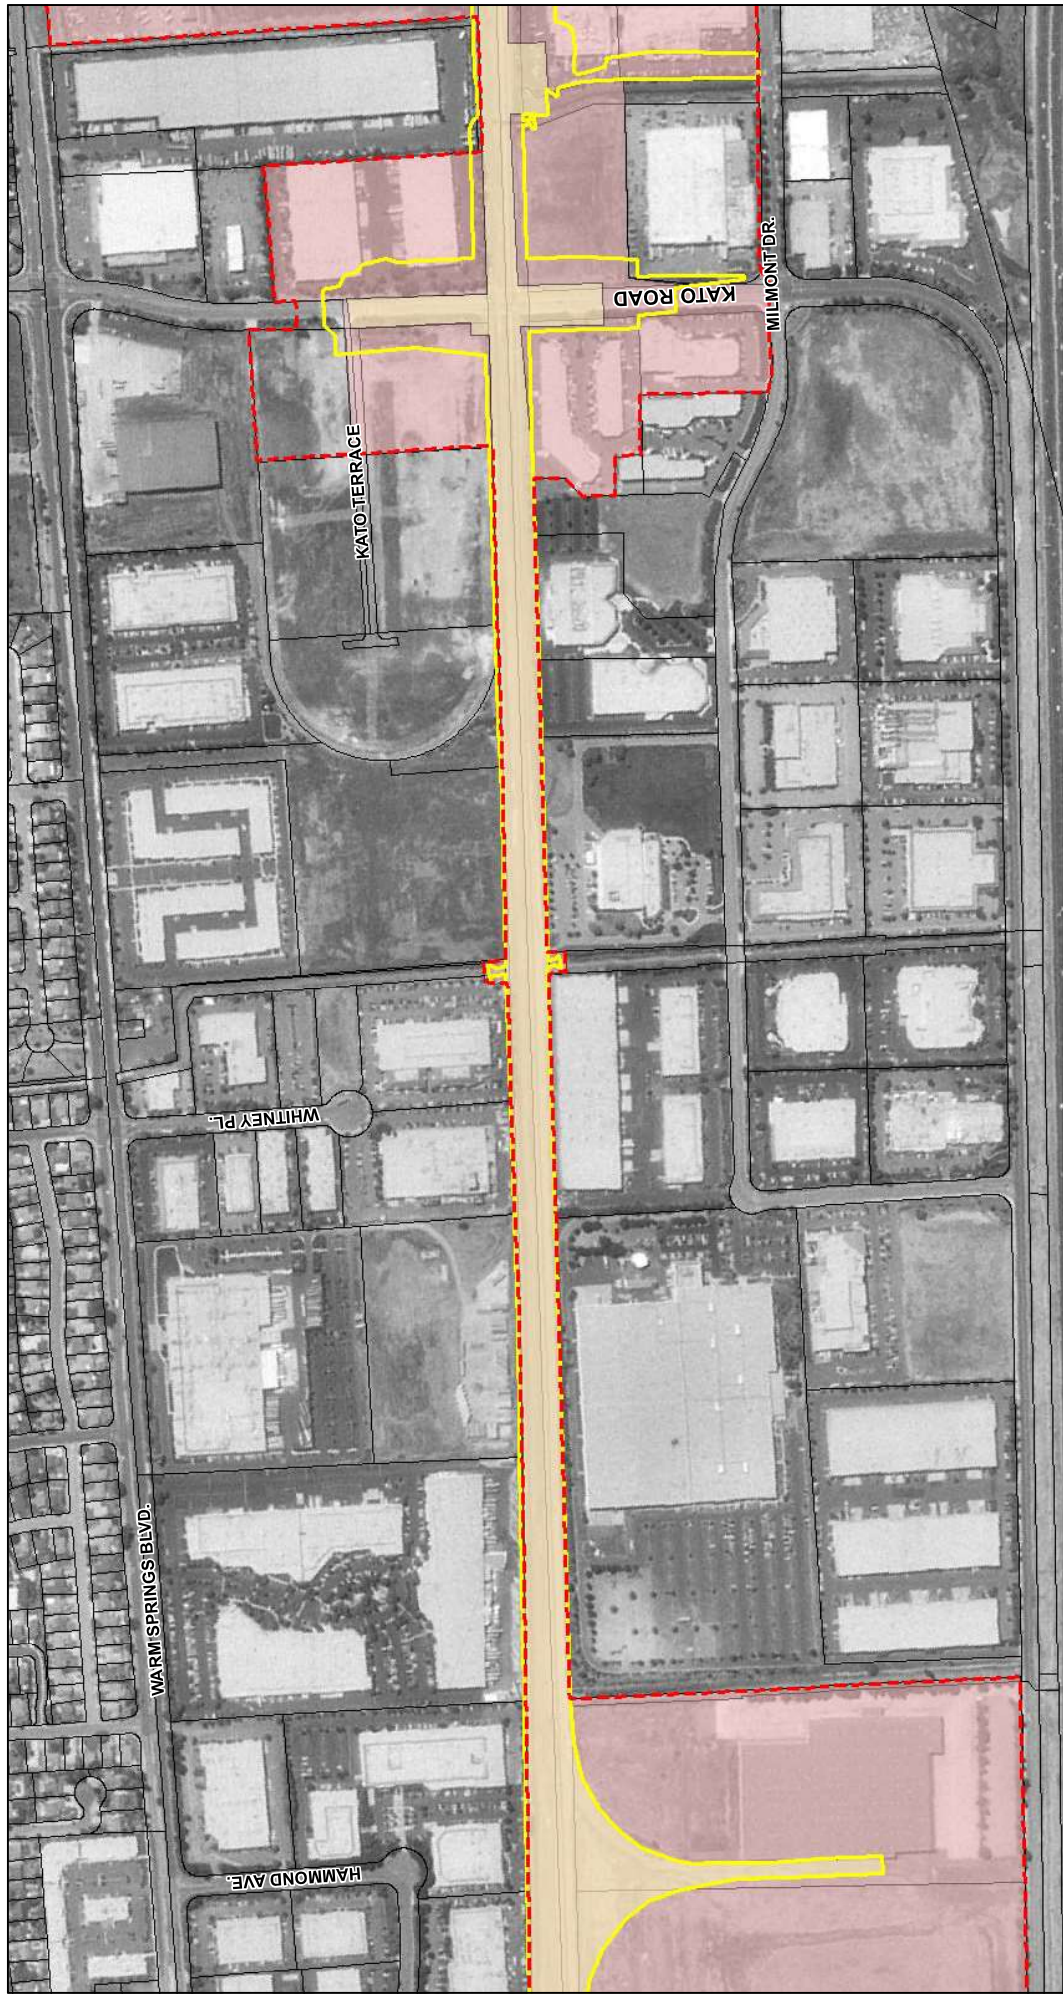 KATO ROAD
MILMONT DR.
KATO TERRACE
WHITNEY PL.
WARM SPRINGS BLVD.
HAMMOND AVE.